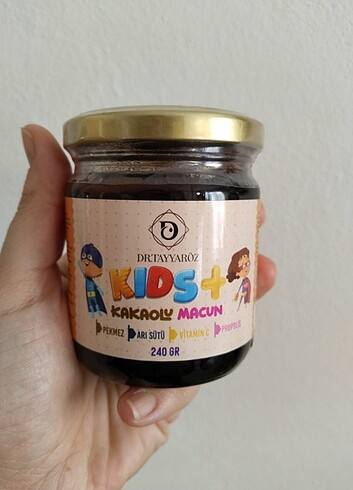 DR.TAYYARÖZ
KIDS+
KAKAOLU MACUN
PEKMEZ ARI SÜTÜ VİTAMİN C PROPOLİS
240 GR